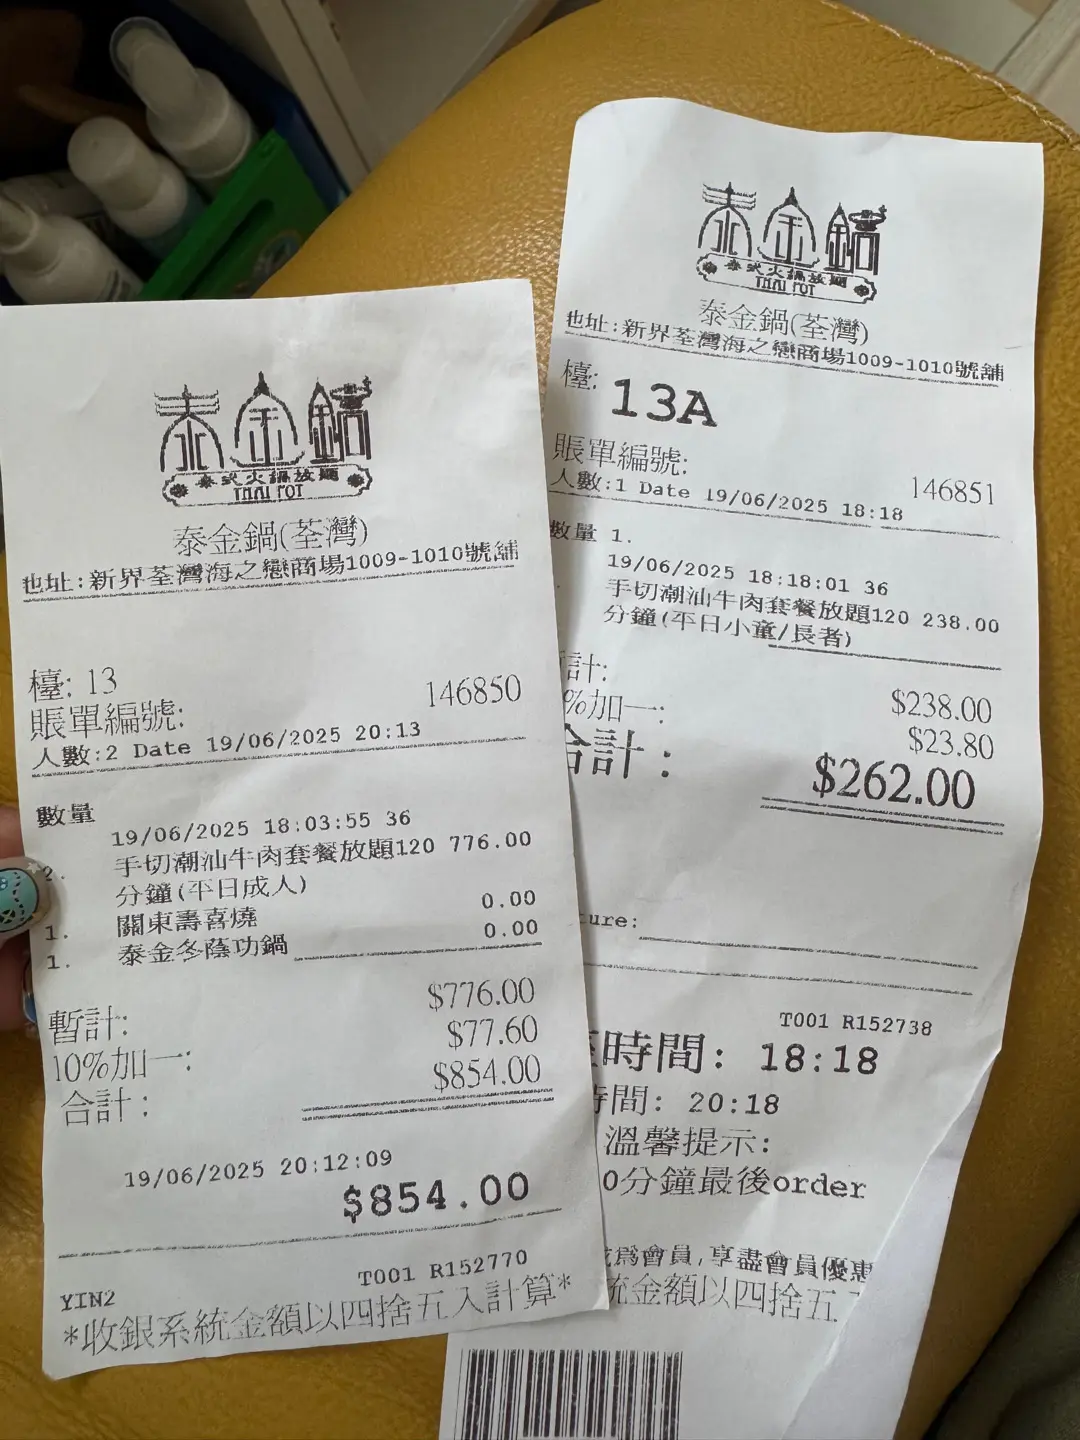 泰金鍋
泰式火鍋放題
THAI POT
泰金鍋(荃灣)
地址:新界荃灣海之戀商場1009-1010號舖
檯: 13
賬單編號: 146850
人數:2 Date 19/06/2025 20:13
數量
19/06/2025 18:03:55 36
2. 手切潮汕牛肉套餐放題120 776.00
分鐘(平日成人)
1. 關東壽喜燒 0.00
1. 泰金冬蔭功鍋 0.00
暫計: $776.00
10%加一: $77.60
合計: $854.00
19/06/2025 20:12:09
$854.00
T001 R152770
YIN2
*收銀系統金額以四捨五入計算*
泰金鍋
泰式火鍋放題
THAI POT
泰金鍋(荃灣)
地址:新界荃灣海之戀商場1009-1010號舖
檯: 13A
賬單編號: 146851
人數:1 Date 19/06/2025 18:18
數量 1.
19/06/2025 18:18:01 36
手切潮汕牛肉套餐放題120 238.00
分鐘(平日小童/長者)
計: $238.00
%加一: $23.80
合計: $262.00
ture:
T001 R152738
時間: 18:18
時間: 20:18
溫馨提示:
0分鐘最後order
為會員,享盡會員優惠
統金額以四捨五